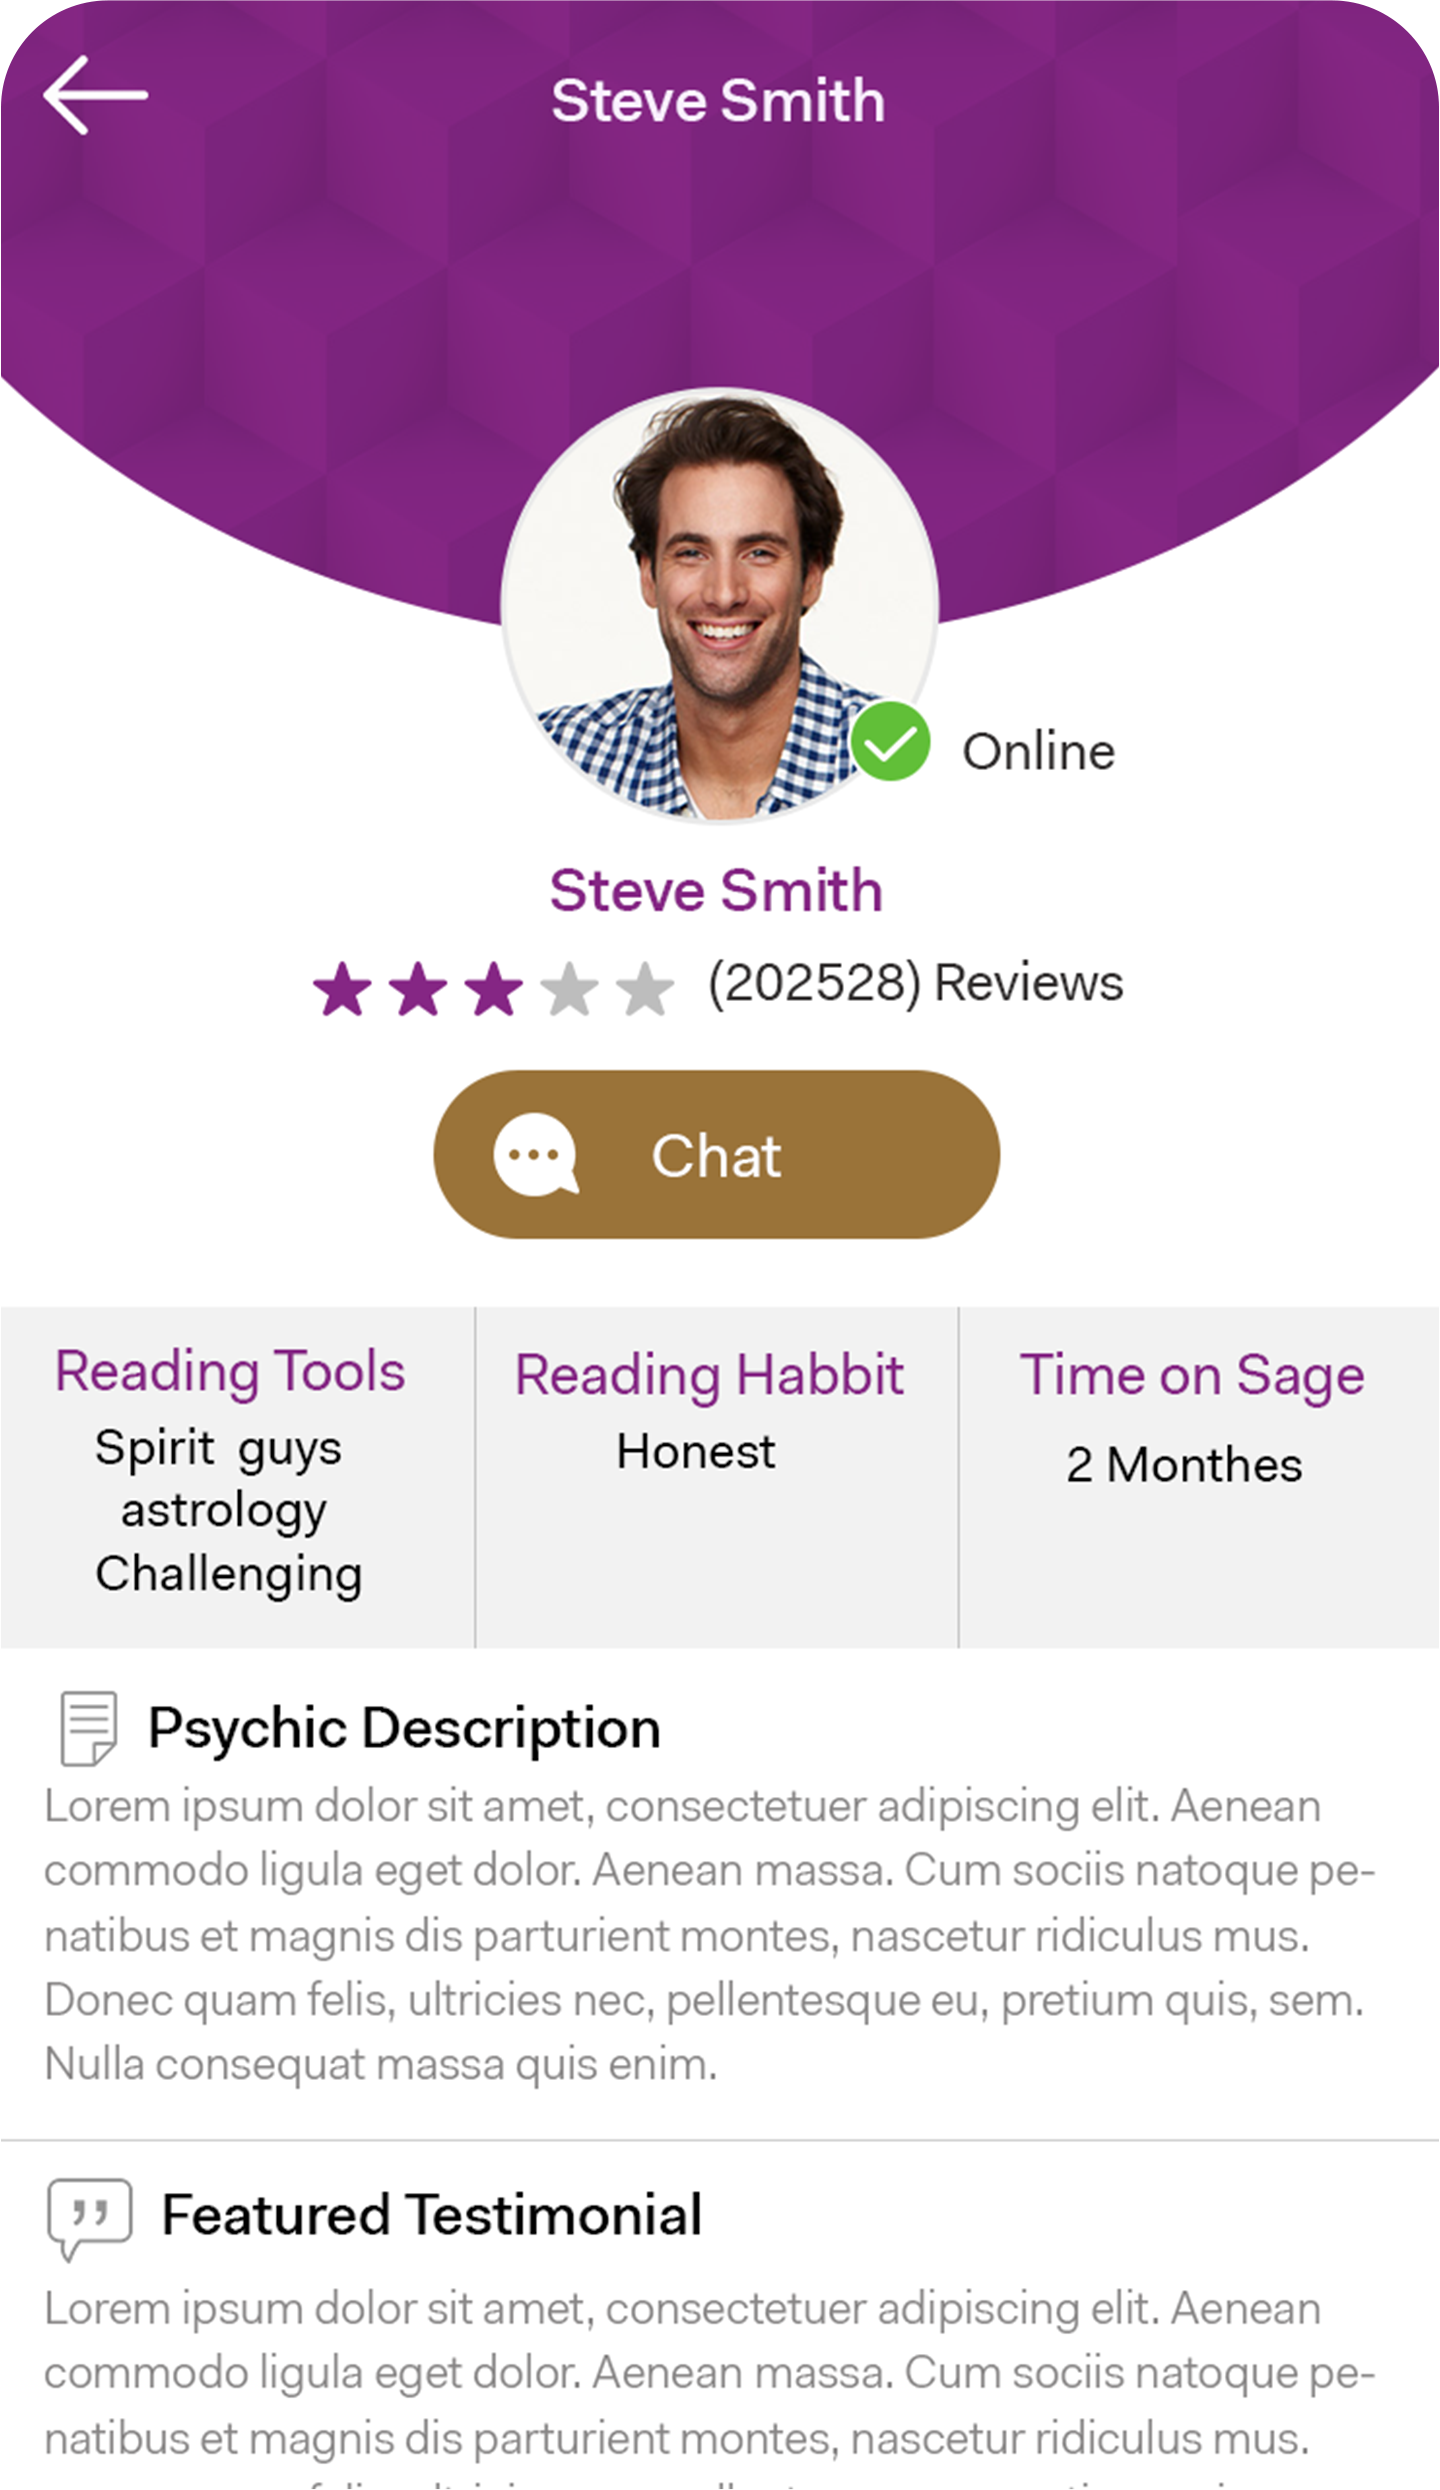 Steve Smith
Online
Steve Smith
(202528) Reviews
Chat
Reading Tools
Spirit guys
astrology
Challenging
Reading Habbit
Honest
Time on Sage
2 Monthes
Psychic Description
Lorem ipsum dolor sit amet, consectetuer adipiscing elit. Aenean
commodo ligula eget dolor. Aenean massa. Cum sociis natoque pe-
natibus et magnis dis parturient montes, nascetur ridiculus mus.
Donec quam felis, ultricies nec, pellentesque eu, pretium quis, sem.
Nulla consequat massa quis enim.
Featured Testimonial
Lorem ipsum dolor sit amet, consectetuer adipiscing elit. Aenean
commodo ligula eget dolor. Aenean massa. Cum sociis natoque pe-
natibus et magnis dis parturient montes, nascetur ridiculus mus.